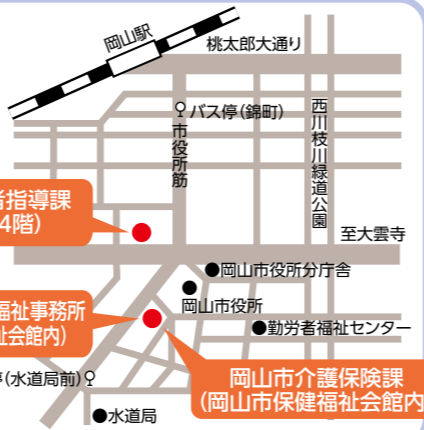 岡山駅
桃太郎大通り
バス停(錦町)
市役所筋
西川枝川緑道公園
者指導課
4階)
至大雲寺
岡山市役所分庁舎
岡山市役所
福祉事務所
祉会館内)
勤労者福祉センター
(水道局前)
岡山市介護保険課
(岡山市保健福祉会館内
水道局